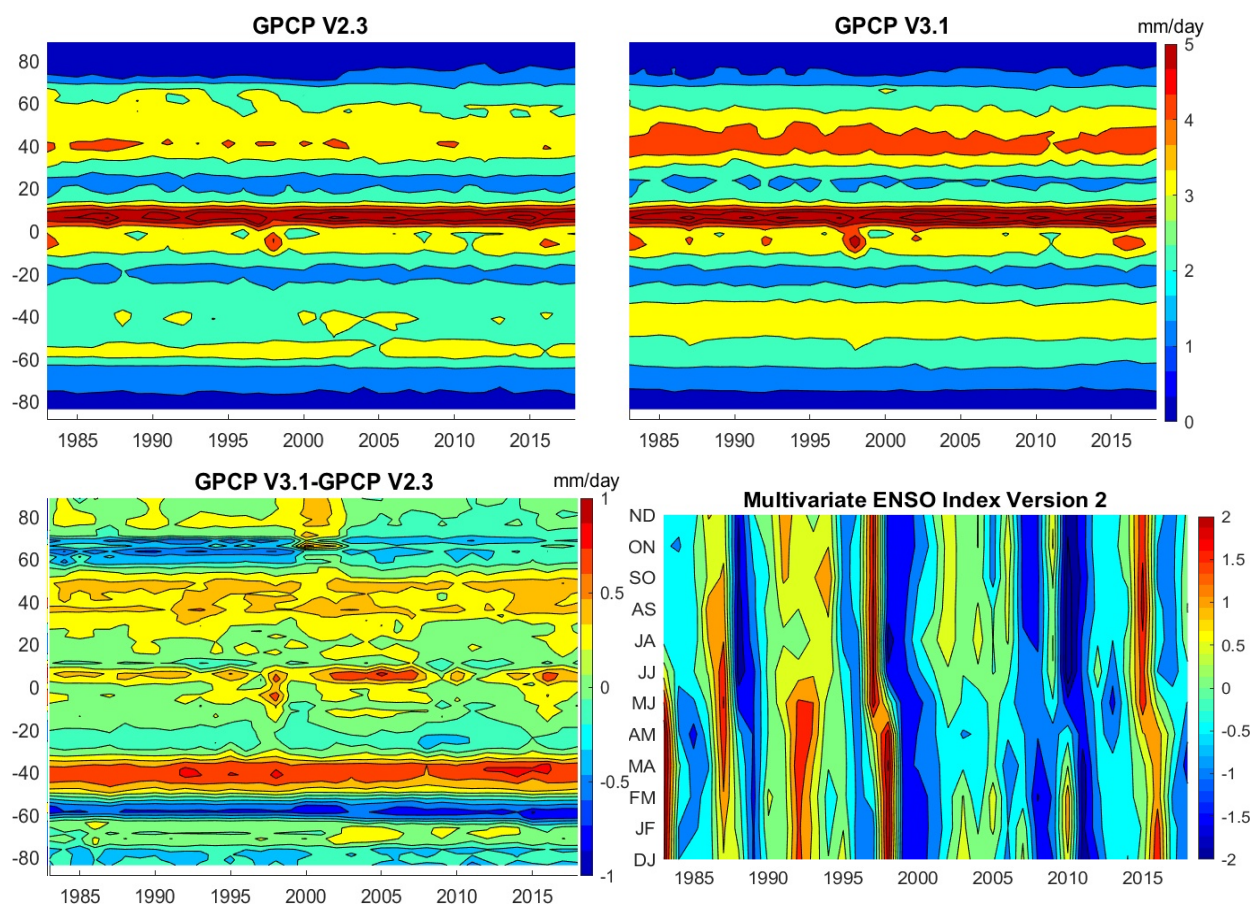 GPCP V2.3
80
60
40
20
0
-20
-40
-60
-80
1985 1990 1995 2000 2005 2010 2015
GPCP V3.1
mm/day
5
4
3
2
1
0
1985 1990 1995 2000 2005 2010 2015
GPCP V3.1-GPCP V2.3
mm/day
80
60
40
20
0
-20
-40
-60
-80
1985 1990 1995 2000 2005 2010 2015
1
0.5
0
-0.5
-1
Multivariate ENSO Index Version 2
ND
ON
SO
AS
JA
JJ
MJ
AM
MA
FM
JF
DJ
1985 1990 1995 2000 2005 2010 2015
2
1.5
1
0.5
0
-0.5
-1
-1.5
-2